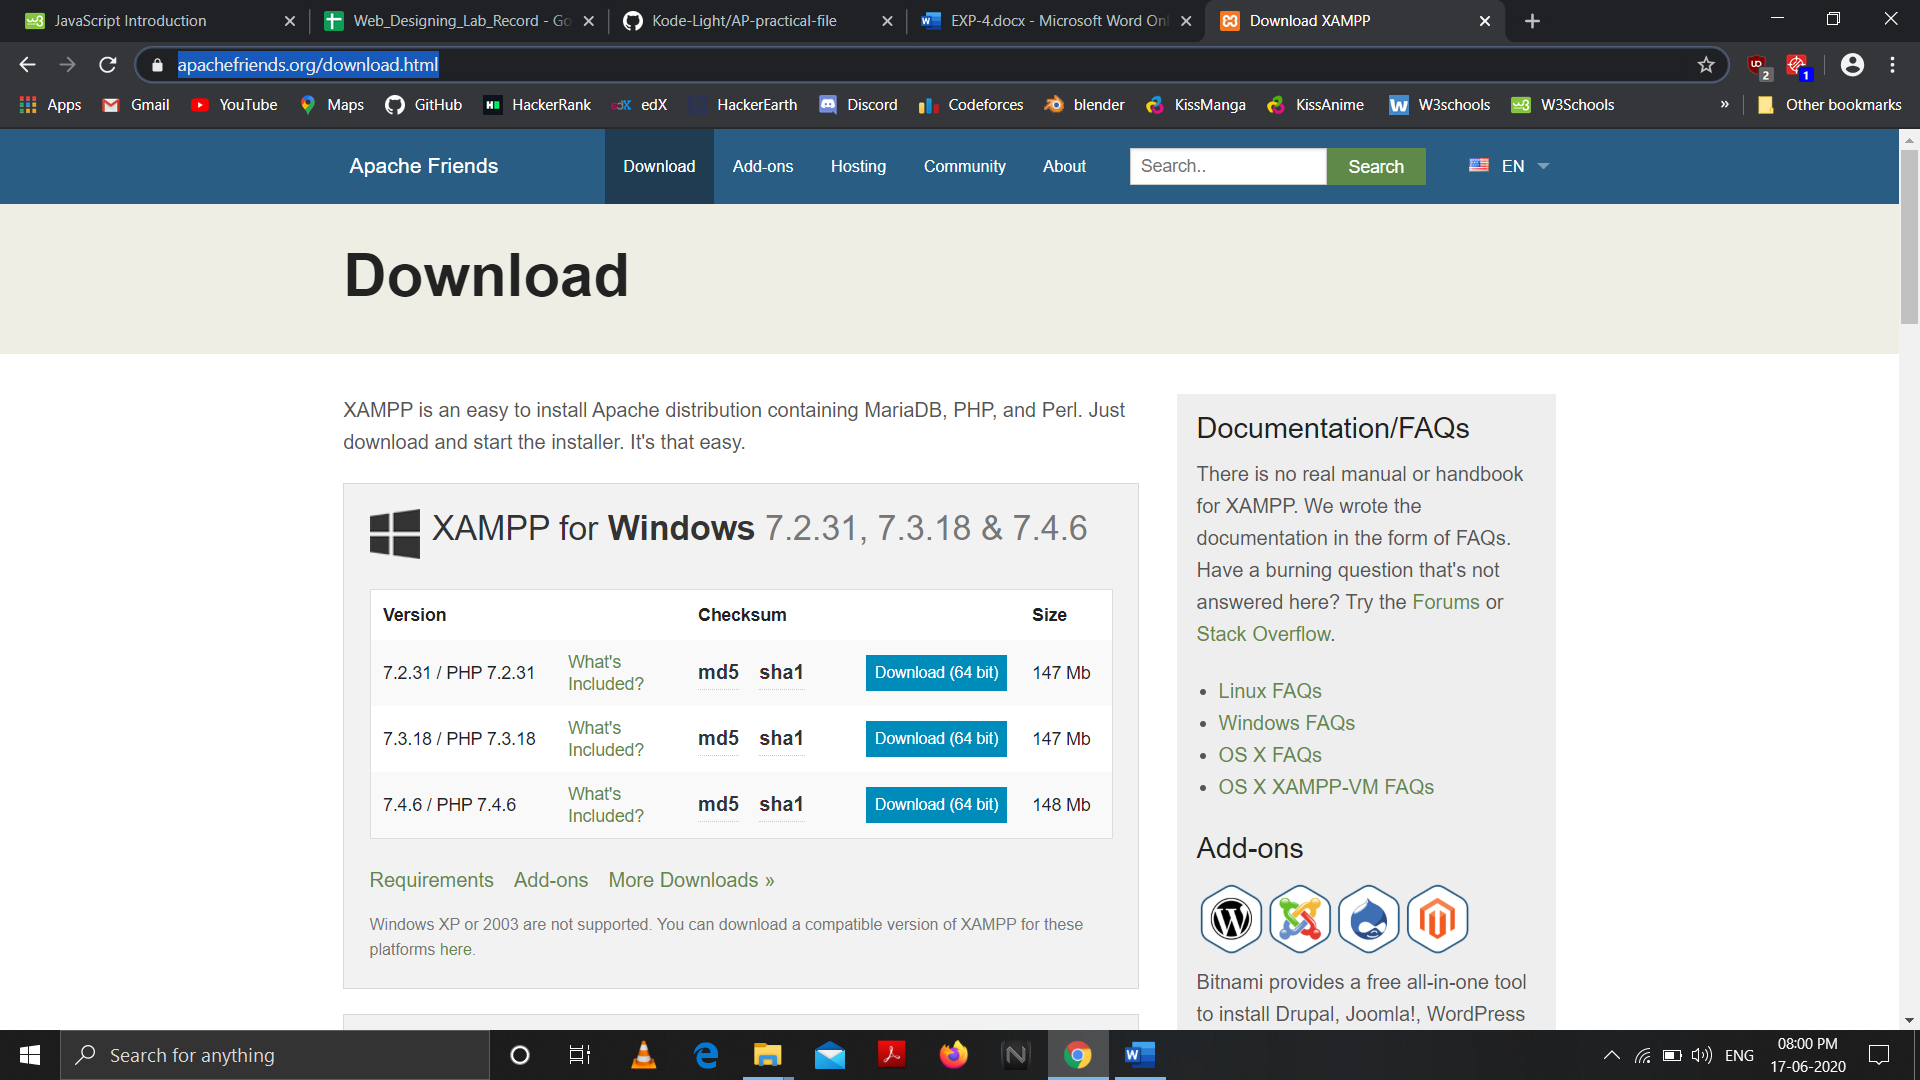 JavaScript Introduction
Web_Designing_Lab_Record - Go
Kode-Light/AP-practical-file
EXP-4.docx - Microsoft Word Onl
Download XAMPP
apachefriends.org/download.html
2
1
Apps
Gmail
YouTube
Maps
GitHub
HackerRank
edX
HackerEarth
Discord
Codeforces
blender
KissManga
KissAnime
W3schools
W3Schools
»
Other bookmarks
Apache Friends
Download
Add-ons
Hosting
Community
About
Search..
Search
EN
Download
XAMPP is an easy to install Apache distribution containing MariaDB, PHP, and Perl. Just
download and start the installer. It's that easy.
XAMPP for Windows 7.2.31, 7.3.18 & 7.4.6
Version Checksum Size
7.2.31 / PHP 7.2.31 What's Included? md5 sha1 Download (64 bit) 147 Mb
7.3.18 / PHP 7.3.18 What's Included? md5 sha1 Download (64 bit) 147 Mb
7.4.6 / PHP 7.4.6 What's Included? md5 sha1 Download (64 bit) 148 Mb
Requirements Add-ons More Downloads »
Windows XP or 2003 are not supported. You can download a compatible version of XAMPP for these
platforms here.
Documentation/FAQs
There is no real manual or handbook
for XAMPP. We wrote the
documentation in the form of FAQs.
Have a burning question that's not
answered here? Try the Forums or
Stack Overflow.
• Linux FAQs
• Windows FAQs
• OS X FAQs
• OS X XAMPP-VM FAQs
Add-ons
Bitnami provides a free all-in-one tool
to install Drupal, Joomla!, WordPress
Search for anything
ENG
08:00 PM
17-06-2020